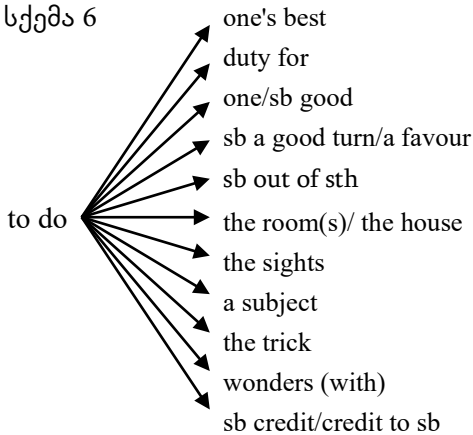 სქემა 6
one's best
duty for
one/sb good
sb a good turn/a favour
sb out of sth
to do
the room(s)/ the house
the sights
a subject
the trick
wonders (with)
sb credit/credit to sb